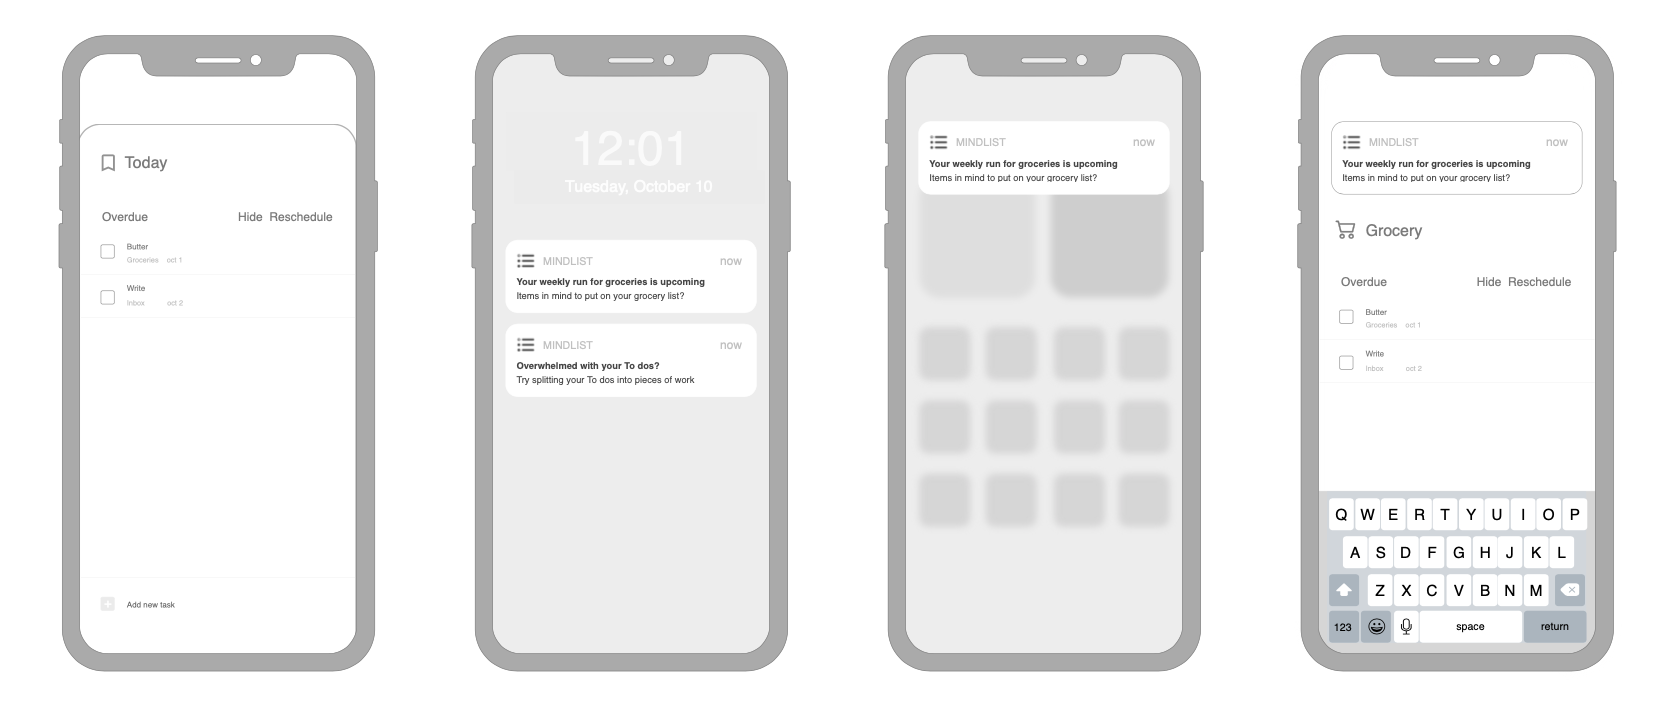 Today
Overdue Hide Reschedule
Butter
Groceries oct 1
Write
Inbox oct 2
Add new task
12:01
Tuesday, October 10
MINDLIST now
Your weekly run for groceries is upcoming
Items in mind to put on your grocery list?
MINDLIST now
Overwhelmed with your To dos?
Try splitting your To dos into pieces of work
MINDLIST now
Your weekly run for groceries is upcoming
Items in mind to put on your grocery list?
MINDLIST now
Your weekly run for groceries is upcoming
Items in mind to put on your grocery list?
Grocery
Overdue Hide Reschedule
Butter
Groceries oct 1
Write
Inbox oct 2
Q W E R T Y U I O P
A S D F G H J K L
Z X C V B N M
123 space return